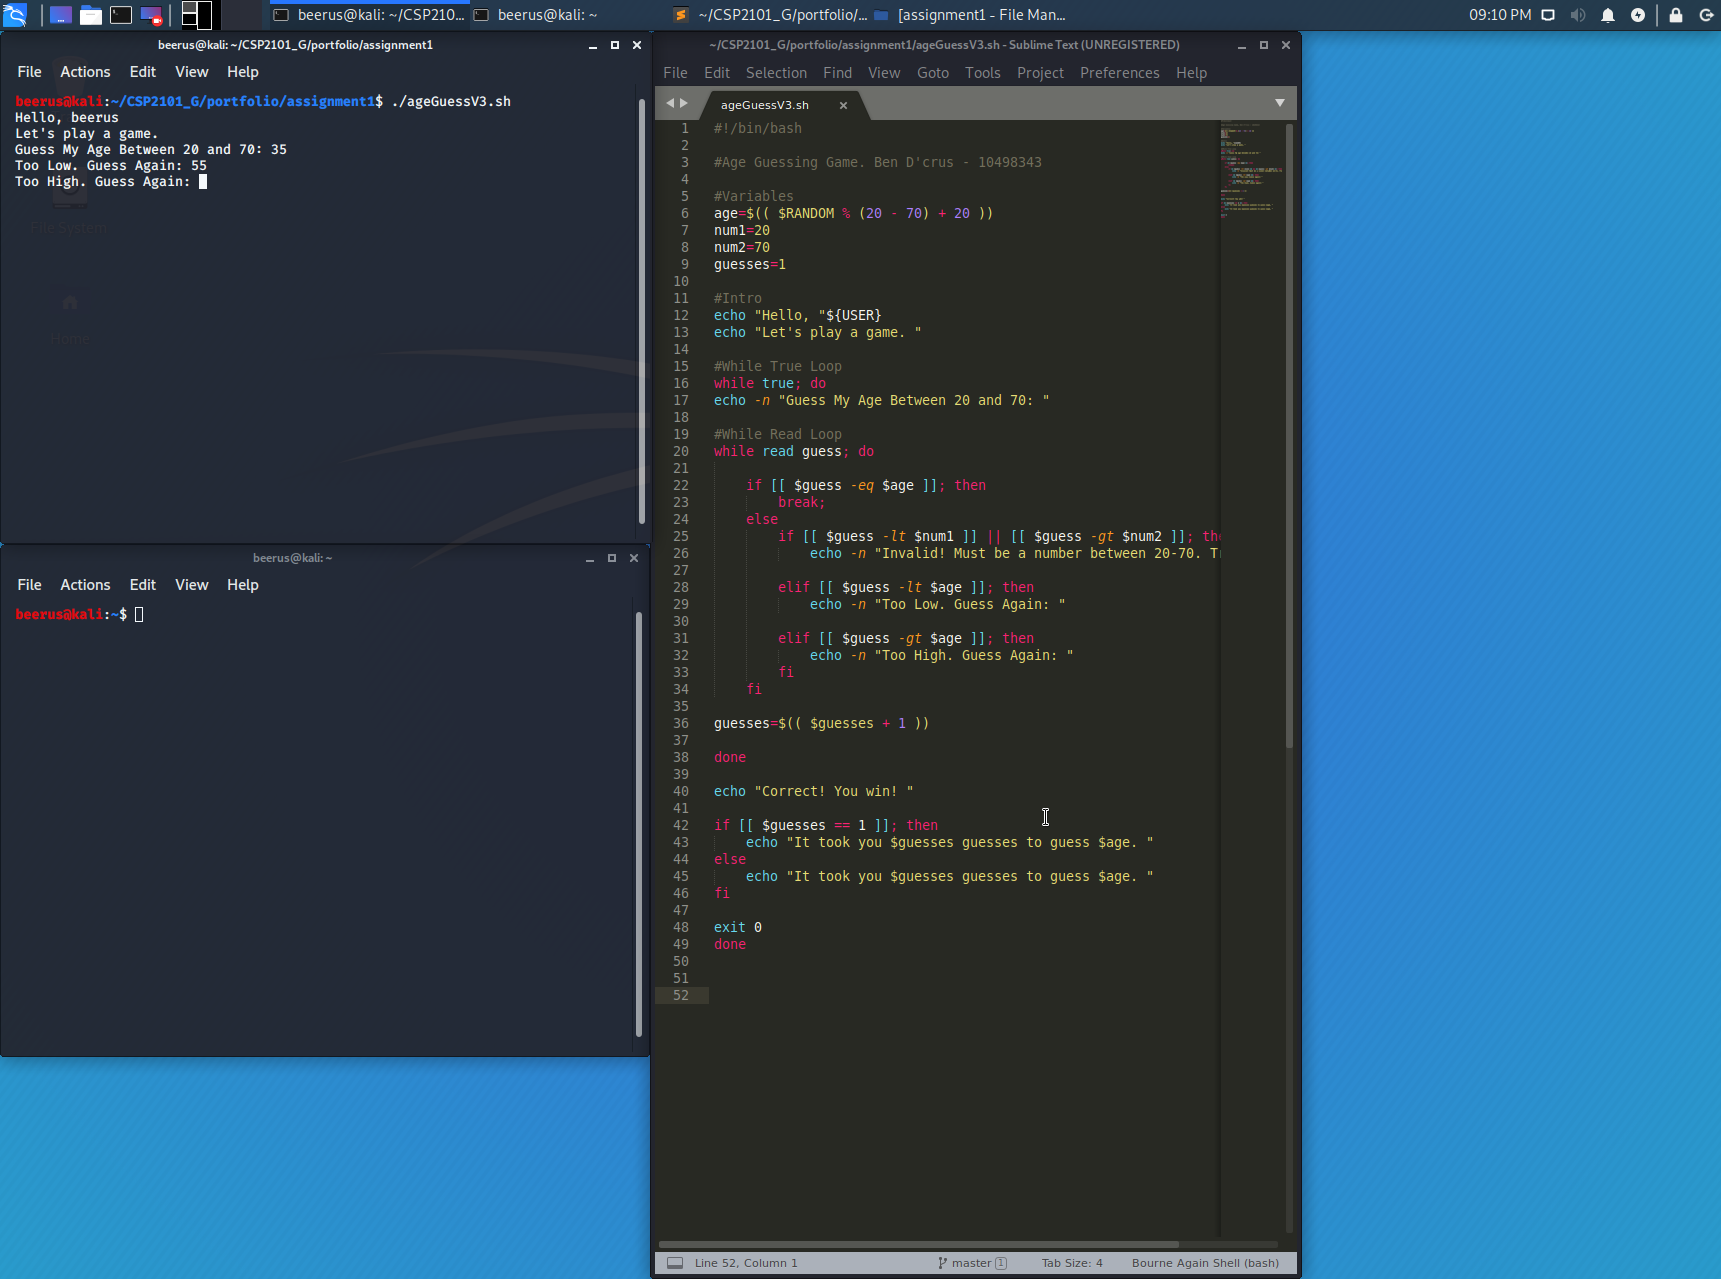 beerus@kali: ~/CSP210...
beerus@kali: ~
~/CSP2101_G/portfolio/...
[assignment1 - File Man...
09:10 PM
beerus@kali: ~/CSP2101_G/portfolio/assignment1
File Actions Edit View Help
beerus@kali:~/CSP2101_G/portfolio/assignment1$ ./ageGuessV3.sh
Hello, beerus
Let's play a game.
Guess My Age Between 20 and 70: 35
Too Low. Guess Again: 55
Too High. Guess Again:
File System
Home
beerus@kali: ~
File Actions Edit View Help
beerus@kali:~$
~/CSP2101_G/portfolio/assignment1/ageGuessV3.sh - Sublime Text (UNREGISTERED)
File Edit Selection Find View Goto Tools Project Preferences Help
ageGuessV3.sh
1 #!/bin/bash
2
3 #Age Guessing Game. Ben D'crus - 10498343
4
5 #Variables
6 age=$(( $RANDOM % (20 - 70) + 20 ))
7 num1=20
8 num2=70
9 guesses=1
10
11 #Intro
12 echo "Hello, "${USER}
13 echo "Let's play a game. "
14
15 #While True Loop
16 while true; do
17 echo -n "Guess My Age Between 20 and 70: "
18
19 #While Read Loop
20 while read guess; do
21
22 if [[ $guess -eq $age ]]; then
23 break;
24 else
25 if [[ $guess -lt $num1 ]] || [[ $guess -gt $num2 ]]; the
26 echo -n "Invalid! Must be a number between 20-70. T
27
28 elif [[ $guess -lt $age ]]; then
29 echo -n "Too Low. Guess Again: "
30
31 elif [[ $guess -gt $age ]]; then
32 echo -n "Too High. Guess Again: "
33 fi
34 fi
35
36 guesses=$(( $guesses + 1 ))
37
38 done
39
40 echo "Correct! You win! "
41
42 if [[ $guesses == 1 ]]; then
43 echo "It took you $guesses guesses to guess $age. "
44 else
45 echo "It took you $guesses guesses to guess $age. "
46 fi
47
48 exit 0
49 done
50
51
52
Line 52, Column 1
master 1
Tab Size: 4
Bourne Again Shell (bash)